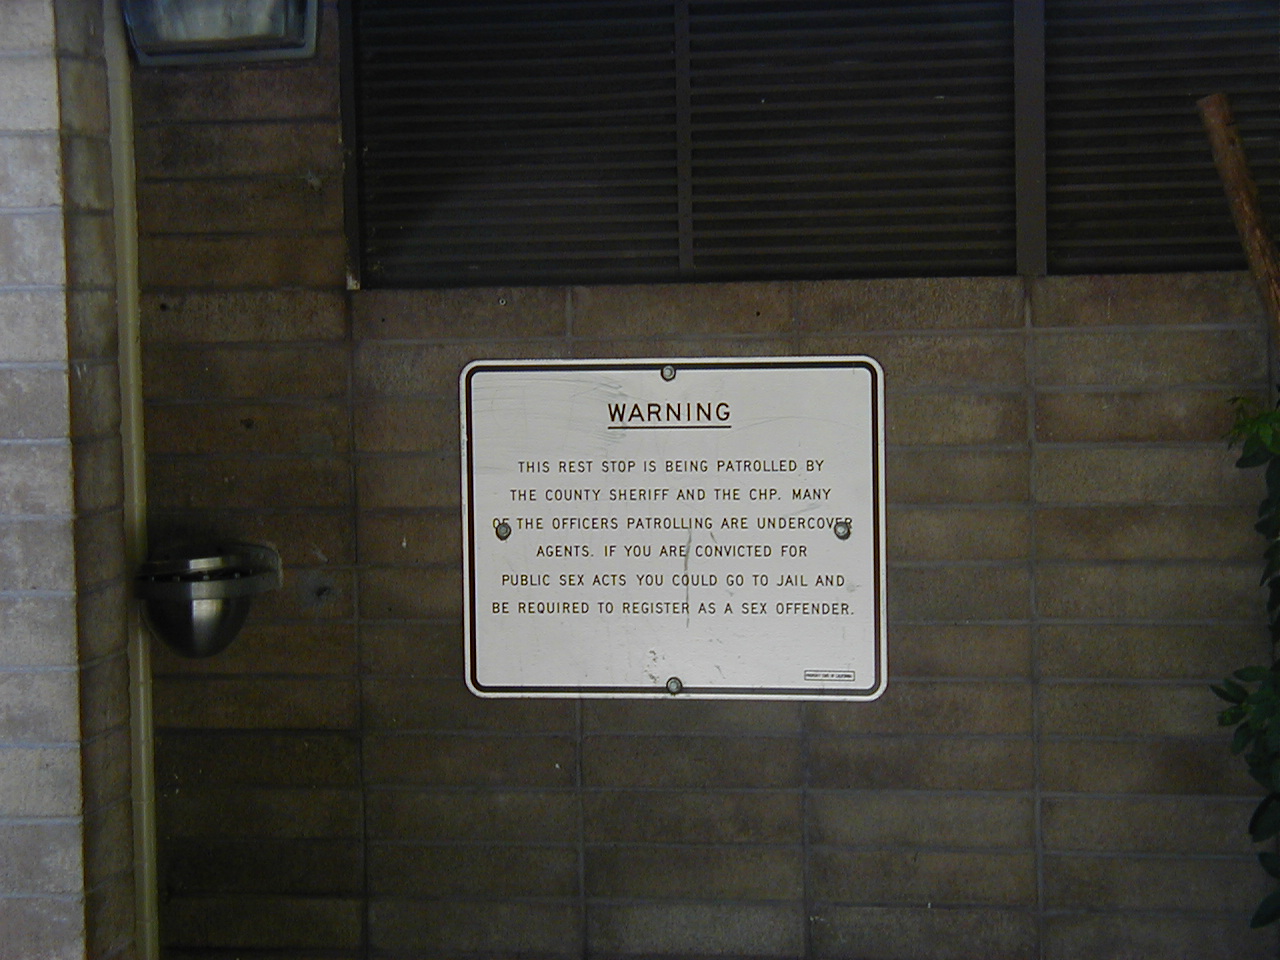 WARNING
THIS REST STOP IS BEING PATROLLED BY
THE COUNTY SHERIFF AND THE CHP. MANY
OF THE OFFICERS PATROLLING ARE UNDERCOVER
AGENTS. IF YOU ARE CONVICTED FOR
PUBLIC SEX ACTS YOU COULD GO TO JAIL AND
BE REQUIRED TO REGISTER AS A SEX OFFENDER.